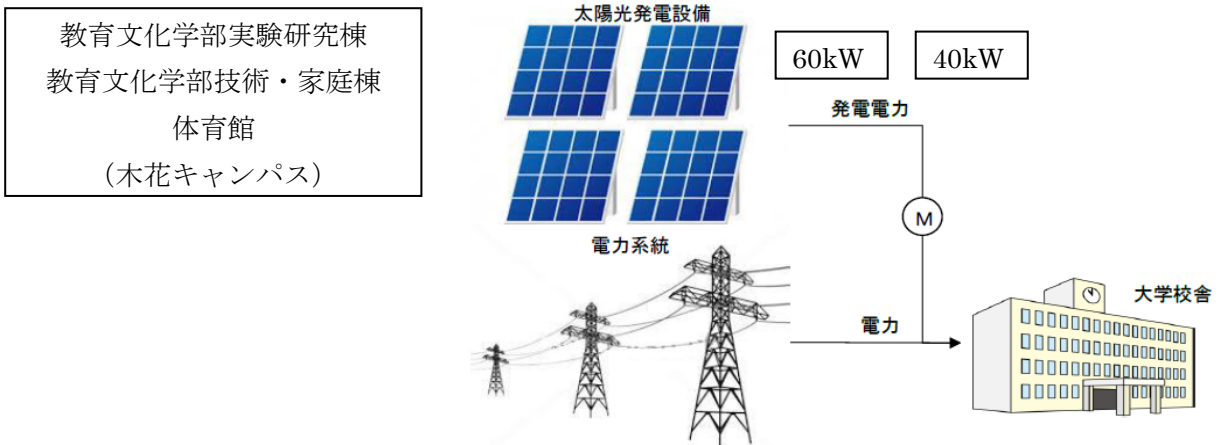 教育文化学部実験研究棟
教育文化学部技術・家庭棟
体育館
（木花キャンパス）
太陽光発電設備
60kW
40kW
発電電力
M
電力系統
電力
大学校舎